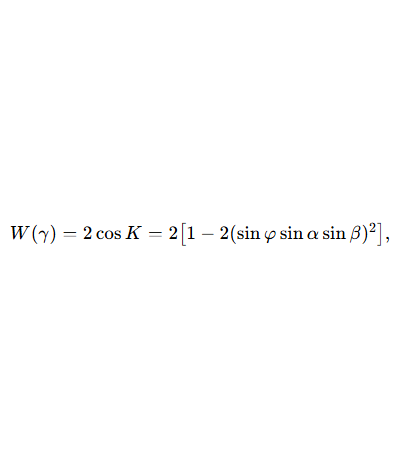 W(γ) = 2 cos K = 2[1 − 2(sin φ sin α sin β)²],